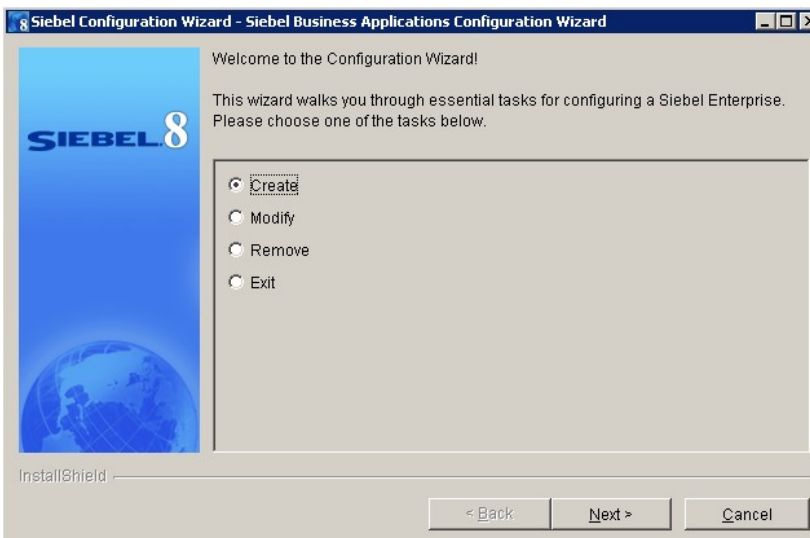 Siebel Configuration Wizard - Siebel Business Applications Configuration Wizard
Welcome to the Configuration Wizard!
This wizard walks you through essential tasks for configuring a Siebel Enterprise.
Please choose one of the tasks below.
SIEBEL.8
Create
Modify
Remove
Exit
InstallShield
< Back
Next >
Cancel